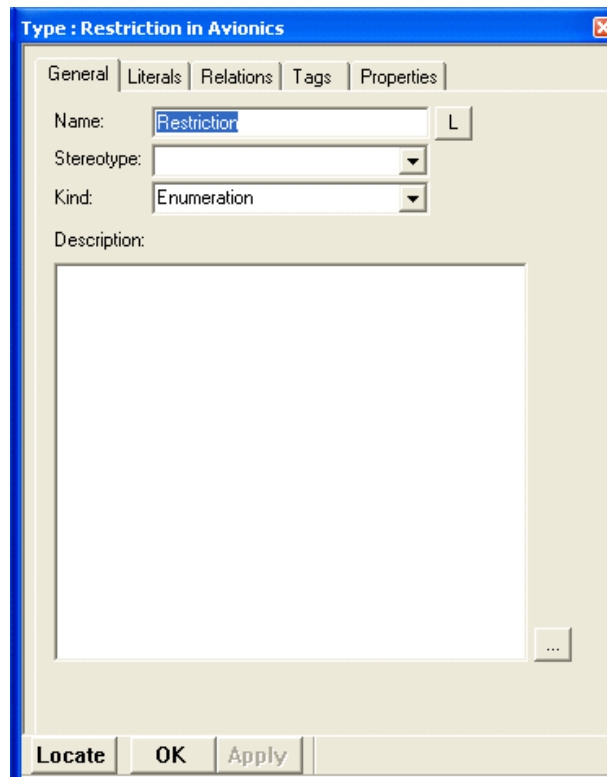 Type : Restriction in Avionics
General Literals Relations Tags Properties
Name: Restriction L
Stereotype:
Kind: Enumeration
Description:
...
Locate OK Apply